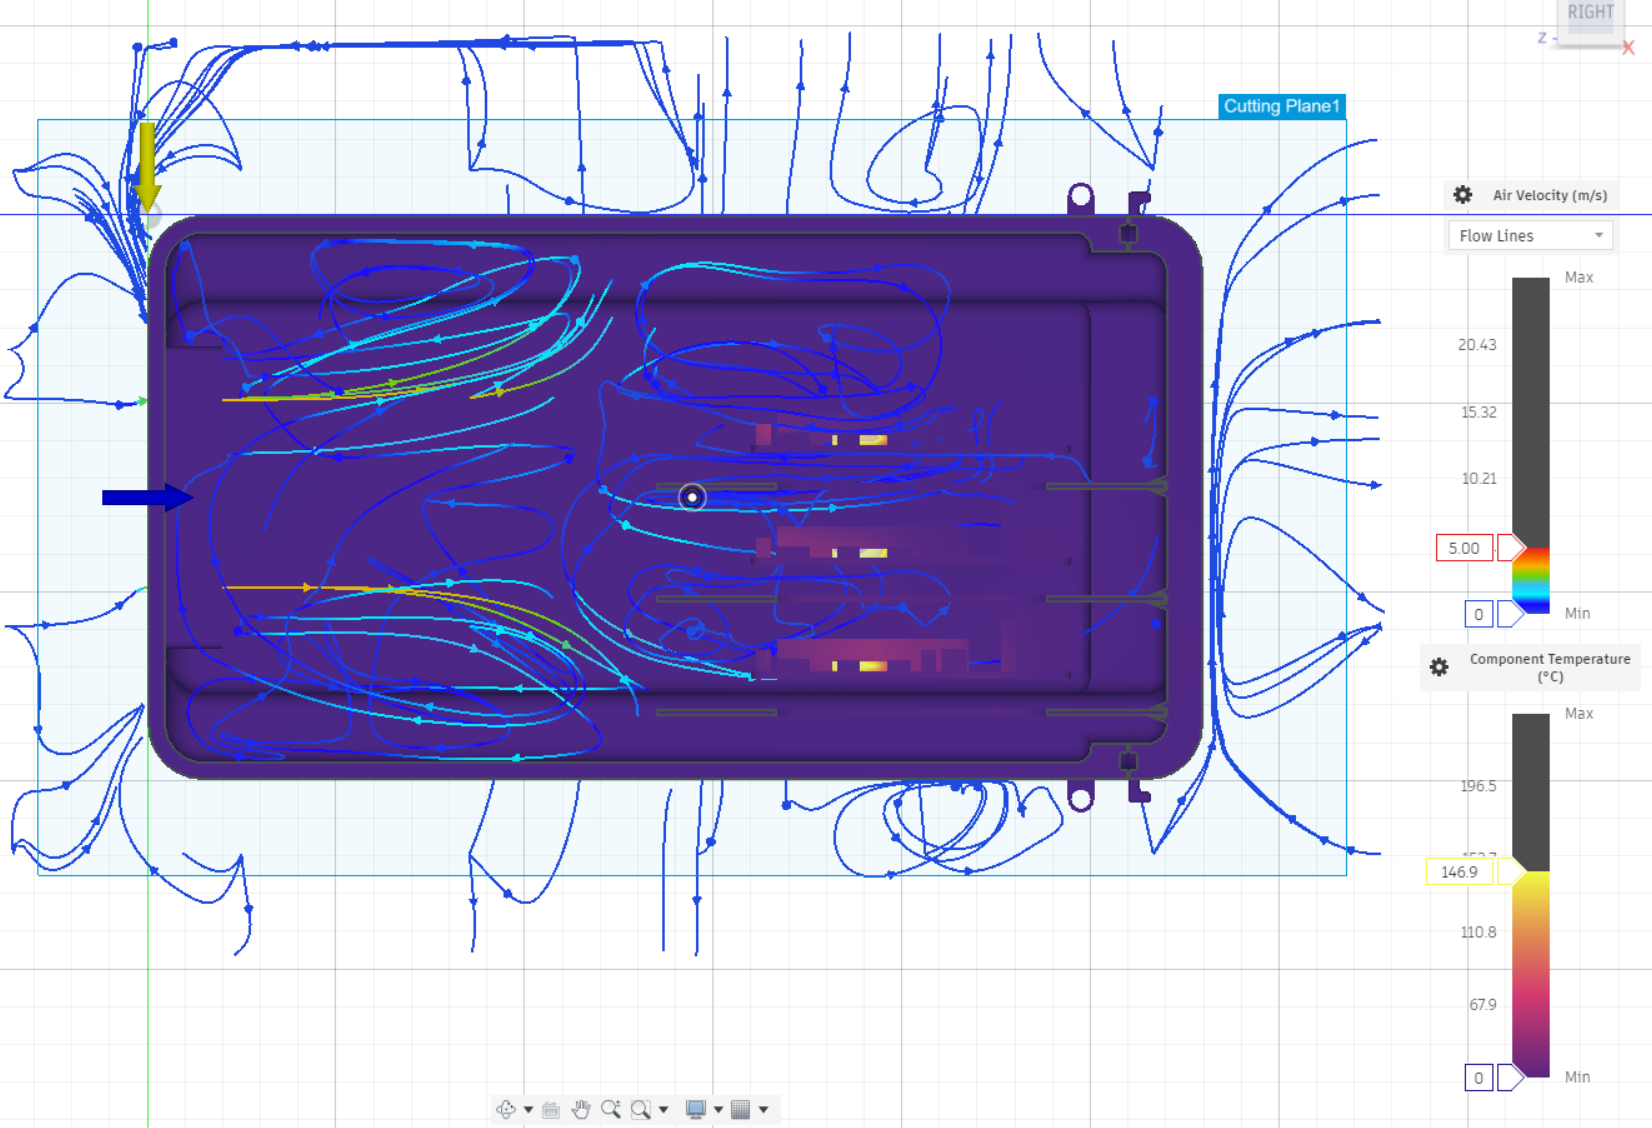 RIGHT
Z
X
Cutting Plane1
Air Velocity (m/s)
Flow Lines
Max
20.43
15.32
10.21
5.00
0
Min
Component Temperature
(°C)
Max
196.5
146.9
110.8
67.9
0
Min